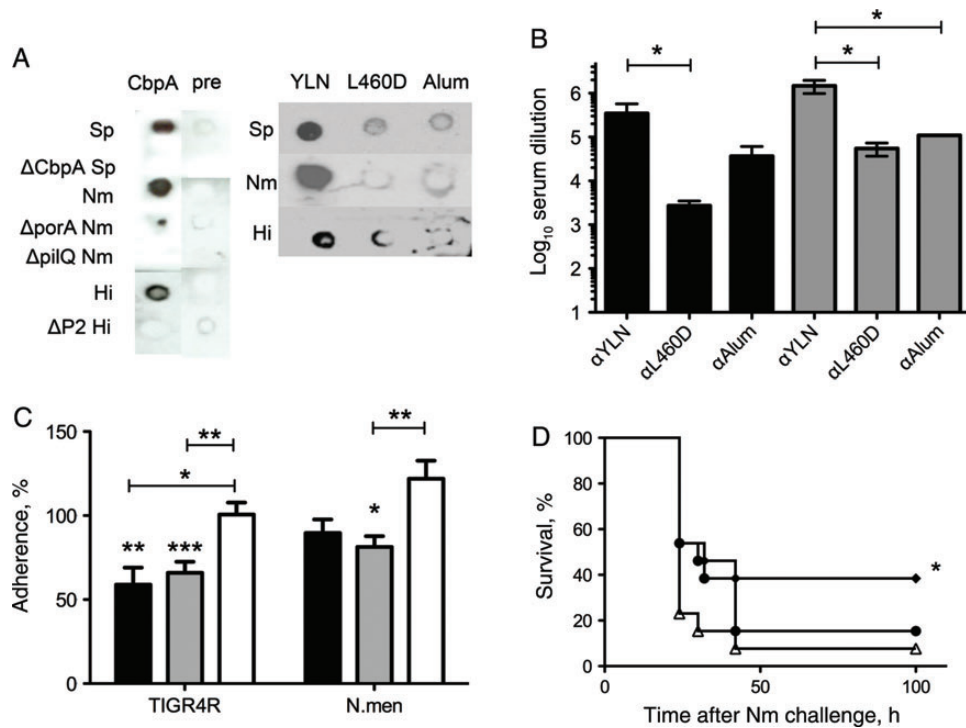 A
CbpA pre
Sp
ΔCbpA Sp
Nm
ΔporA Nm
ΔpilQ Nm
Hi
ΔP2 Hi
YLN L460D Alum
Sp
Nm
Hi
B
Log10 serum dilution
6
5
4
3
2
1
* * *
αYLN αL460D αAlum αYLN αL460D αAlum
C
Adherence, %
150
100
50
0
** *** * ** * **
TIGR4R N.men
D
Survival, %
100
80
60
40
20
0
*
0 50 100
Time after Nm challenge, h